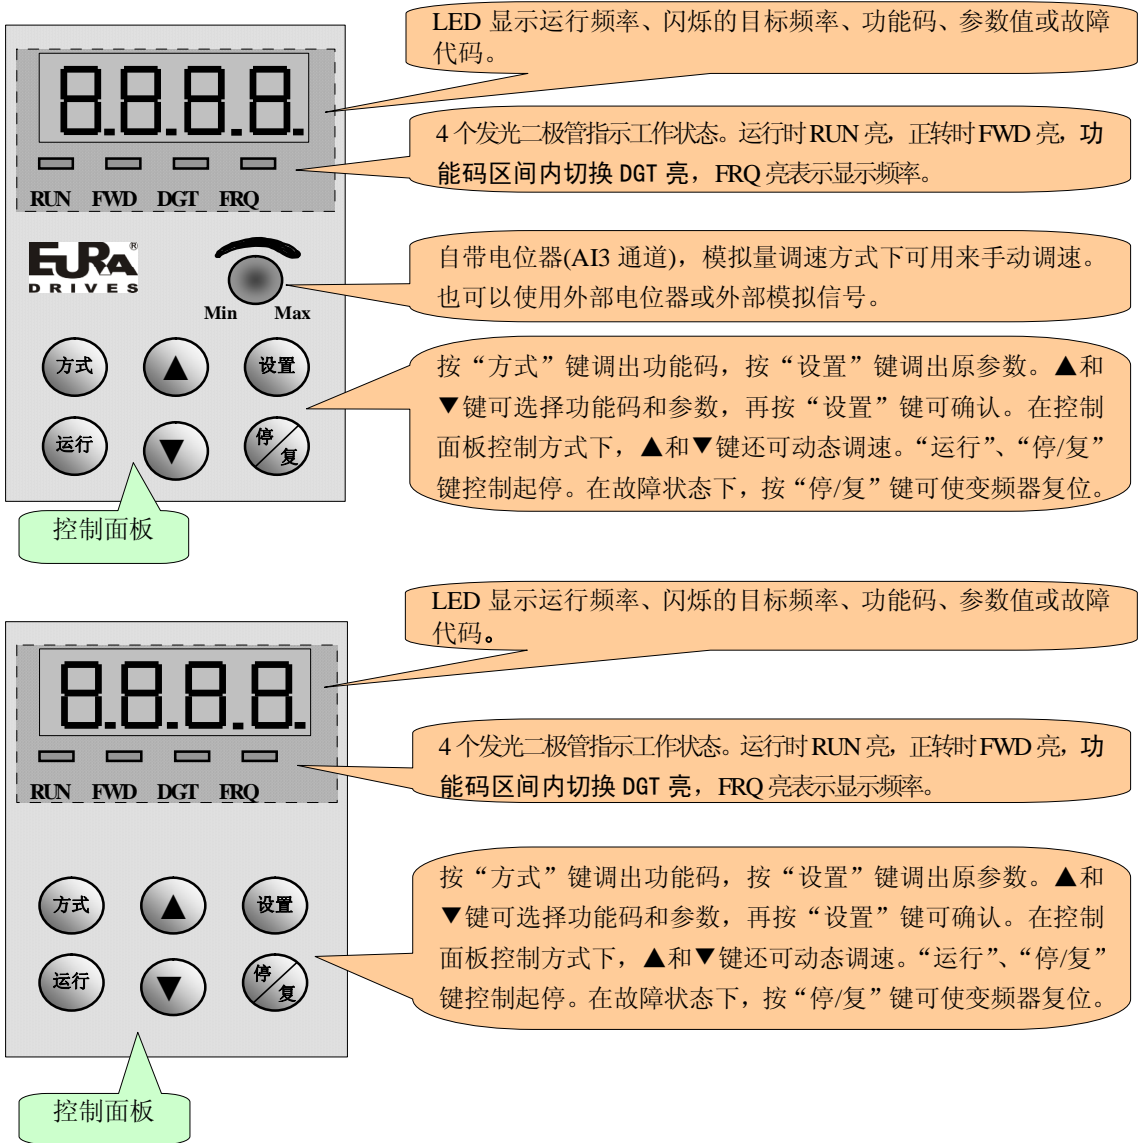 LED 显示运行频率、闪烁的目标频率、功能码、参数值或故障
代码。
8.8.8.8.
4 个发光二极管指示工作状态。运行时 RUN 亮，正转时 FWD 亮，功
能码区间内切换 DGT 亮，FRQ 亮表示显示频率。
RUN FWD DGT FRQ
EURA®
DRIVES
Min Max
自带电位器(AI3 通道)，模拟量调速方式下可用来手动调速。
也可以使用外部电位器或外部模拟信号。
方式 ▲ 设置
运行 ▼ 停/复
按“方式”键调出功能码，按“设置”键调出原参数。▲和
▼键可选择功能码和参数，再按“设置”键可确认。在控制
面板控制方式下，▲和▼键还可动态调速。“运行”、“停/复”
键控制起停。在故障状态下，按“停/复”键可使变频器复位。
控制面板
LED 显示运行频率、闪烁的目标频率、功能码、参数值或故障
代码。
8.8.8.8.
4 个发光二极管指示工作状态。运行时 RUN 亮，正转时 FWD 亮，功
能码区间内切换 DGT 亮，FRQ 亮表示显示频率。
RUN FWD DGT FRQ
方式 ▲ 设置
运行 ▼ 停/复
按“方式”键调出功能码，按“设置”键调出原参数。▲和
▼键可选择功能码和参数，再按“设置”键可确认。在控制
面板控制方式下，▲和▼键还可动态调速。“运行”、“停/复”
键控制起停。在故障状态下，按“停/复”键可使变频器复位。
控制面板